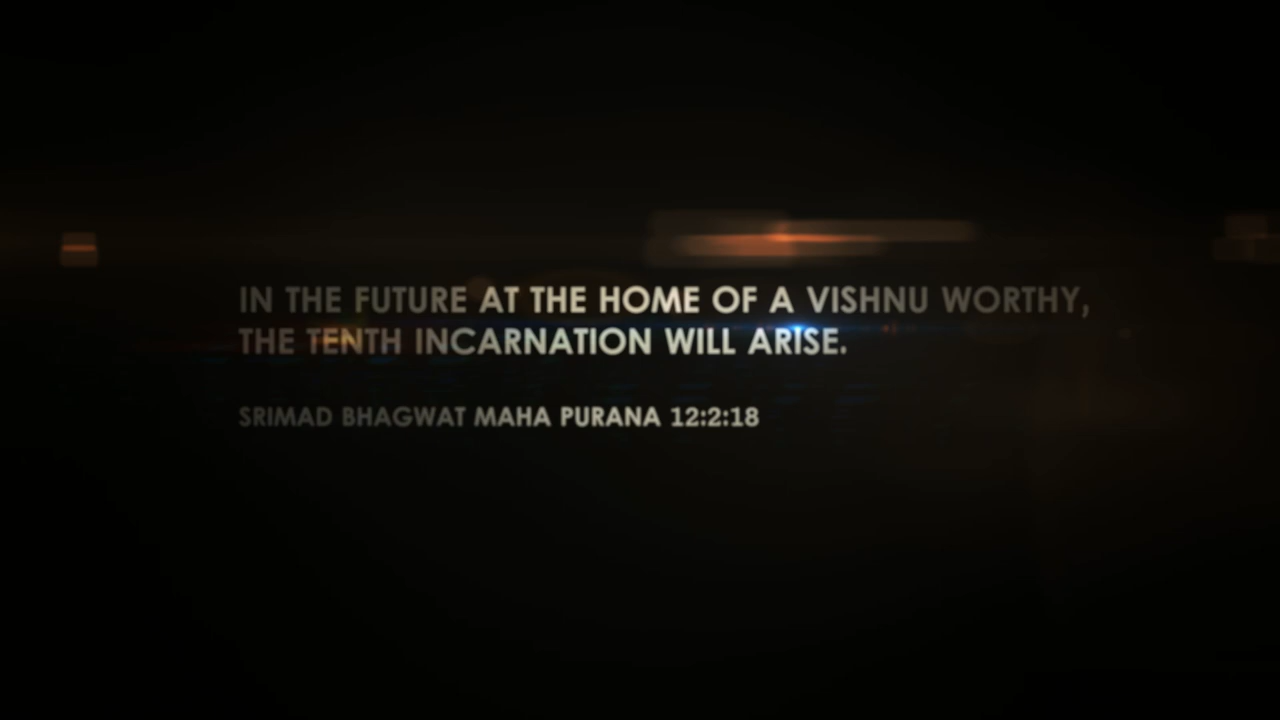 IN THE FUTURE AT THE HOME OF A VISHNU WORTHY,
THE TENTH INCARNATION WILL ARISE.
SRIMAD BHAGWAT MAHA PURANA 12:2:18